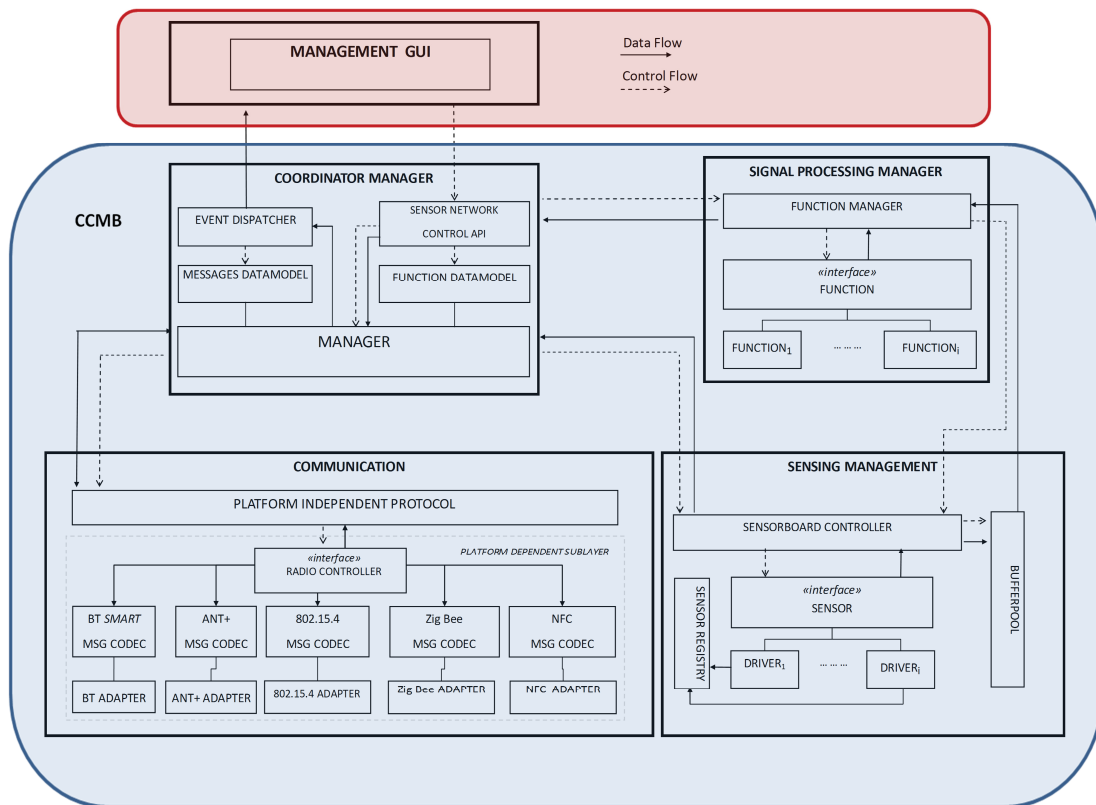 MANAGEMENT GUI
Data Flow
Control Flow
CCMB
COORDINATOR MANAGER
EVENT DISPATCHER
SENSOR NETWORK
CONTROL API
MESSAGES DATAMODEL
FUNCTION DATAMODEL
MANAGER
SIGNAL PROCESSING MANAGER
FUNCTION MANAGER
«interface»
FUNCTION
FUNCTION1
... ... ...
FUNCTIONi
COMMUNICATION
PLATFORM INDEPENDENT PROTOCOL
PLATFORM DEPENDENT SUBLAYER
«interface»
RADIO CONTROLLER
BT SMART
MSG CODEC
ANT+
MSG CODEC
802.15.4
MSG CODEC
Zig Bee
MSG CODEC
NFC
MSG CODEC
BT ADAPTER
ANT+ ADAPTER
802.15.4 ADAPTER
Zig Bee ADAPTER
NFC ADAPTER
SENSING MANAGEMENT
SENSORBOARD CONTROLLER
«interface»
SENSOR
SENSOR REGISTRY
DRIVER1
... ... ...
DRIVERi
BUFFERPOOL